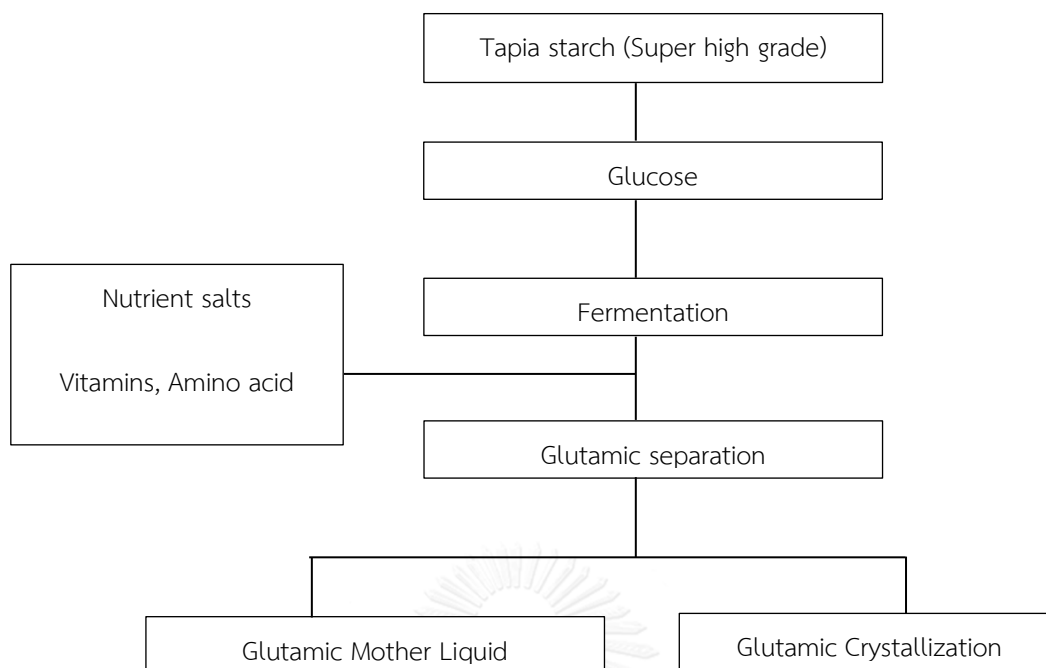 Tapia starch (Super high grade)
Glucose
Nutrient salts
Vitamins, Amino acid
Fermentation
Glutamic separation
Glutamic Mother Liquid
Glutamic Crystallization